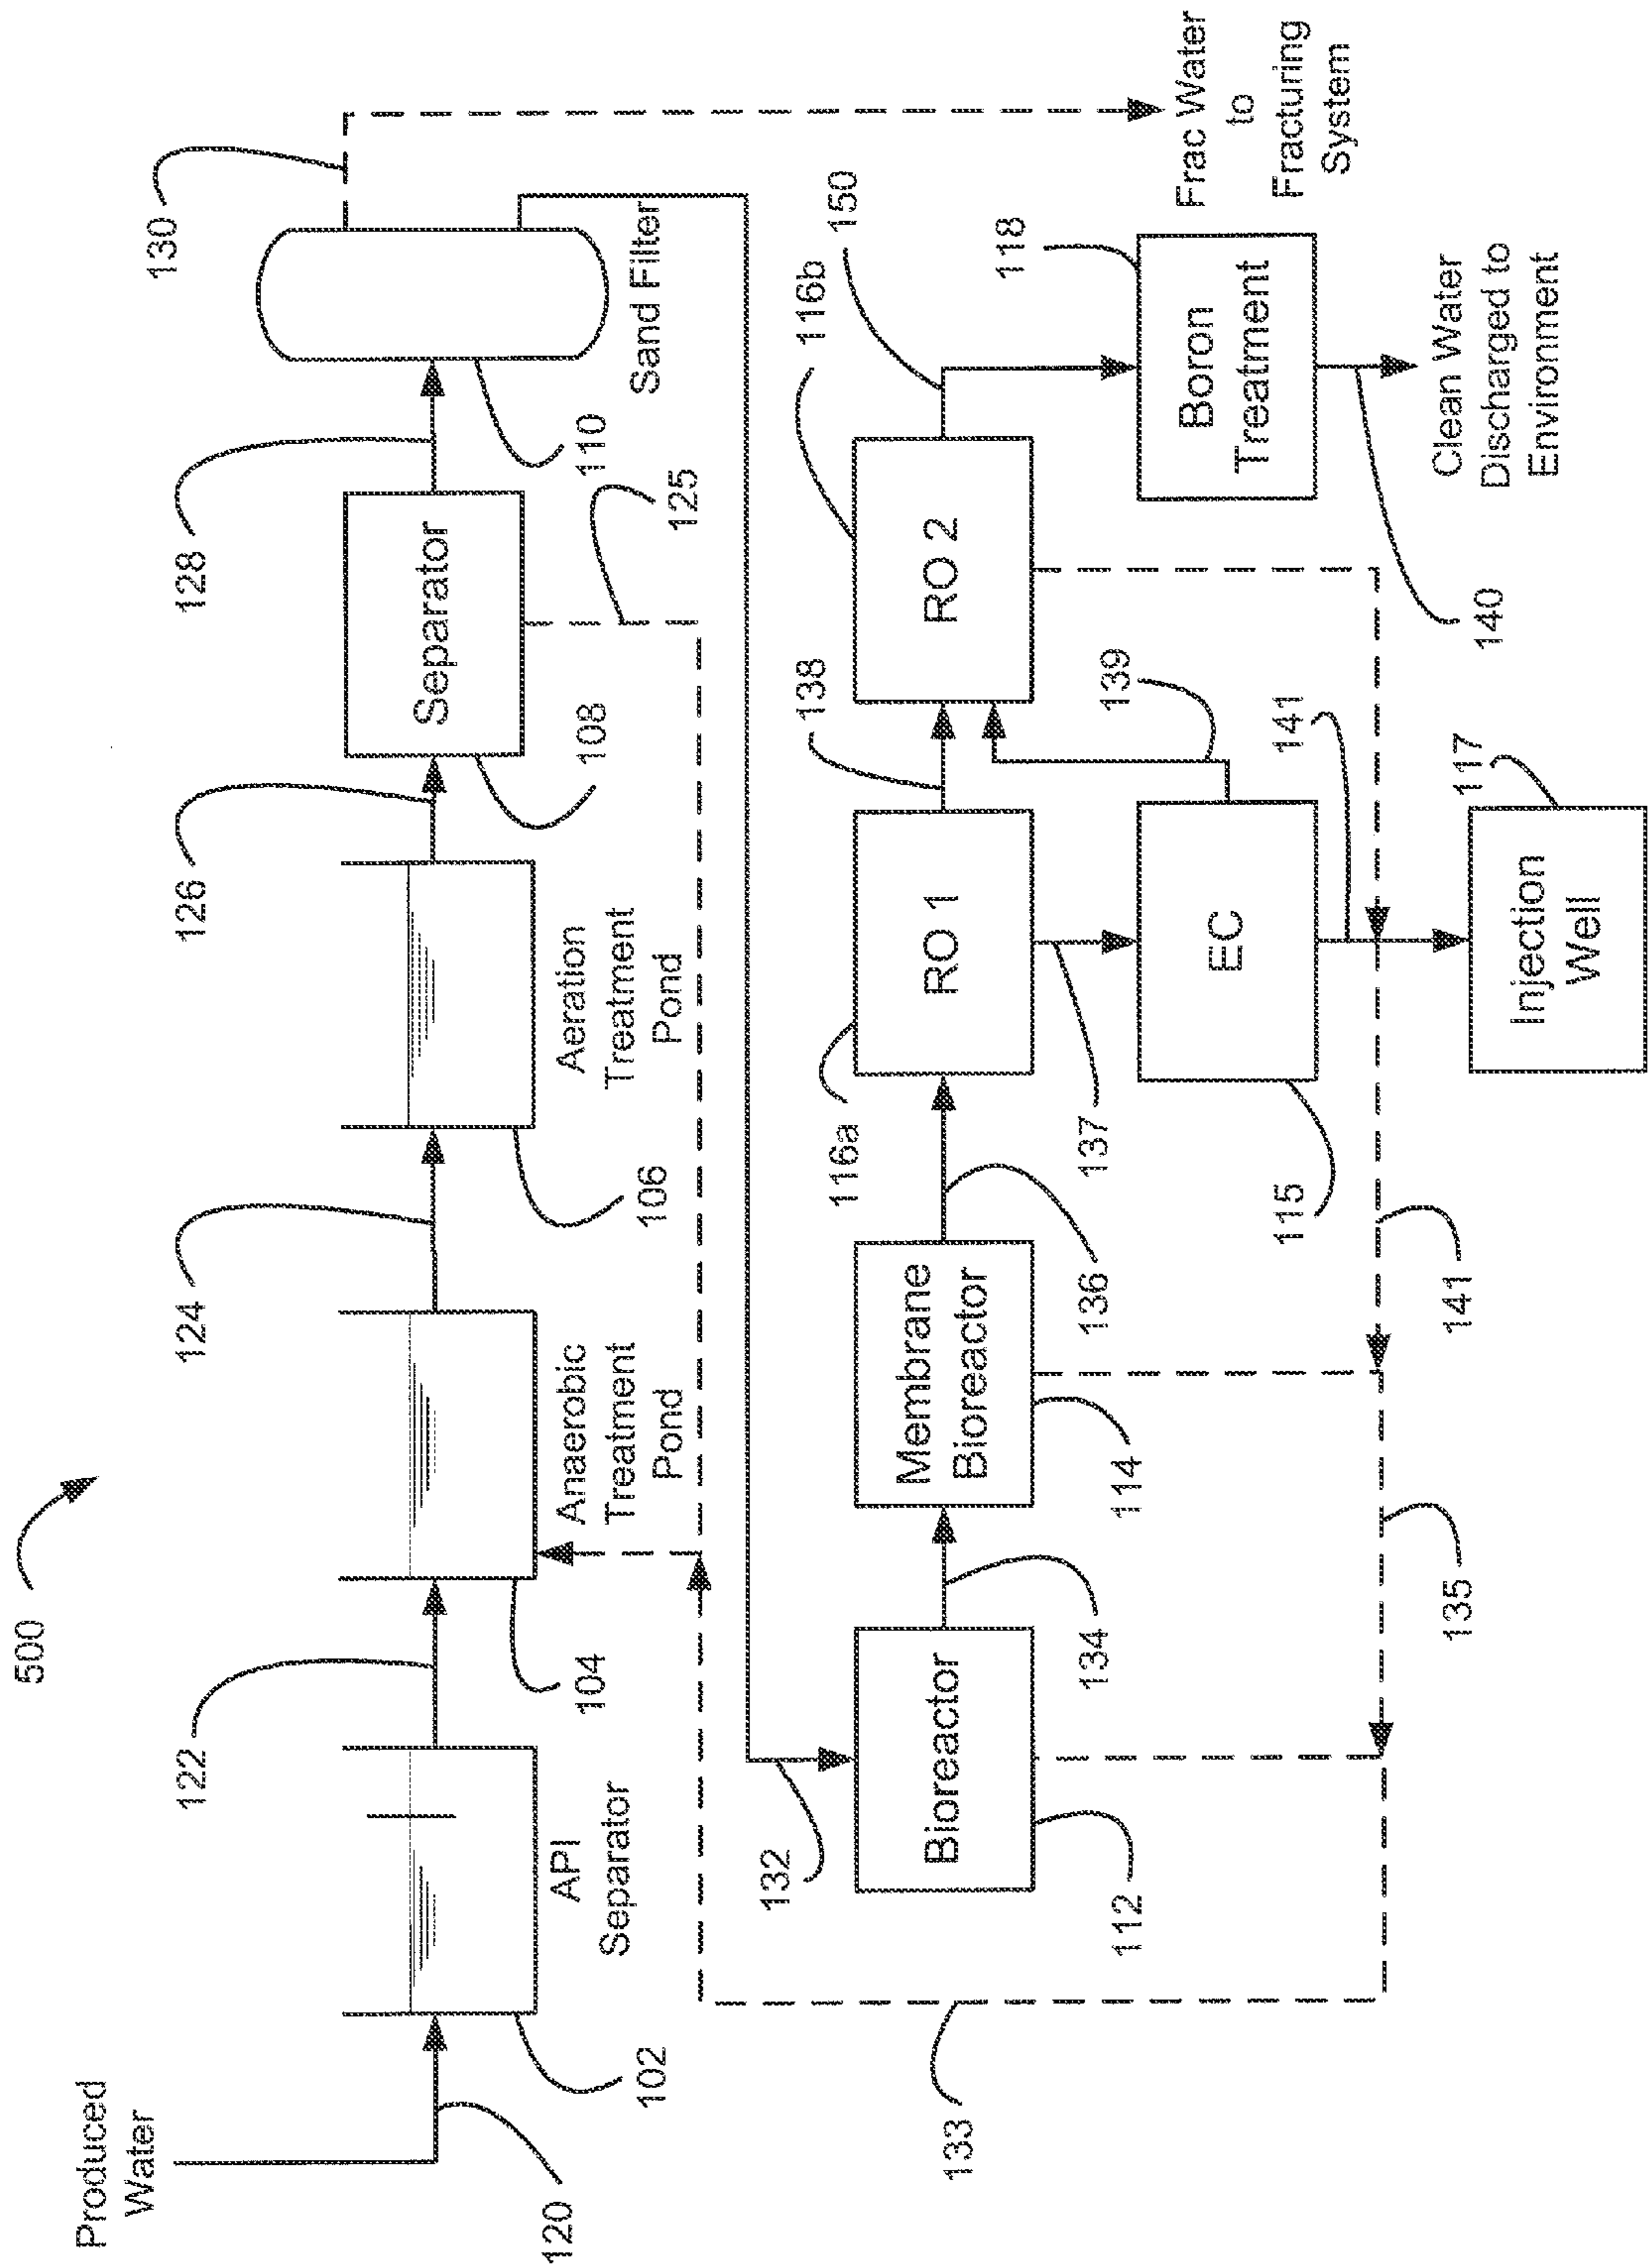 500
Produced
Water
120
102
API
Separator
122
104
Anaerobic
Treatment
Pond
124
106
Aeration
Treatment
Pond
126
108
Separator
125
128
110
Sand Filter
130
Frac Water
to
Fracturing
System
132
112
Bioreactor
133
134
114
Membrane
Bioreactor
135
136
116a
RO 1
137
115
EC
138
139
141
141
117
Injection
Well
116b
RO 2
150
118
Boron
Treatment
140
Clean Water
Discharged to
Environment